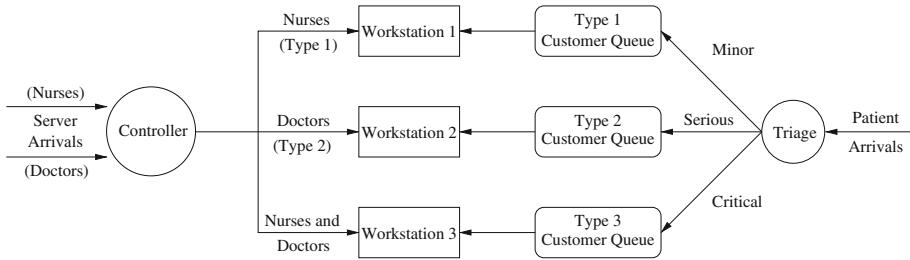 (Nurses)
Server
Arrivals
(Doctors)
Controller
Nurses
(Type 1)
Doctors
(Type 2)
Nurses and
Doctors
Workstation 1
Workstation 2
Workstation 3
Type 1
Customer Queue
Type 2
Customer Queue
Type 3
Customer Queue
Minor
Serious
Critical
Triage
Patient
Arrivals